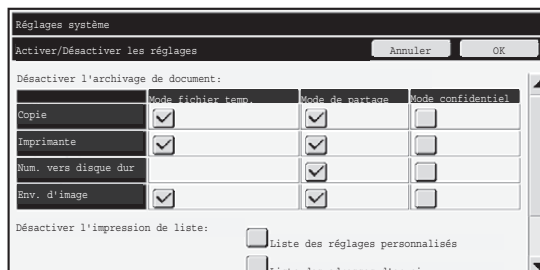 Réglages système
Activer/Désactiver les réglages Annuler OK
Désactiver l'archivage de document:
Mode fichier temp. Mode de partage Mode confidentiel
Copie
Imprimante
Num. vers disque dur
Env. d'image
Désactiver l'impression de liste:
Liste des réglages personnalisés